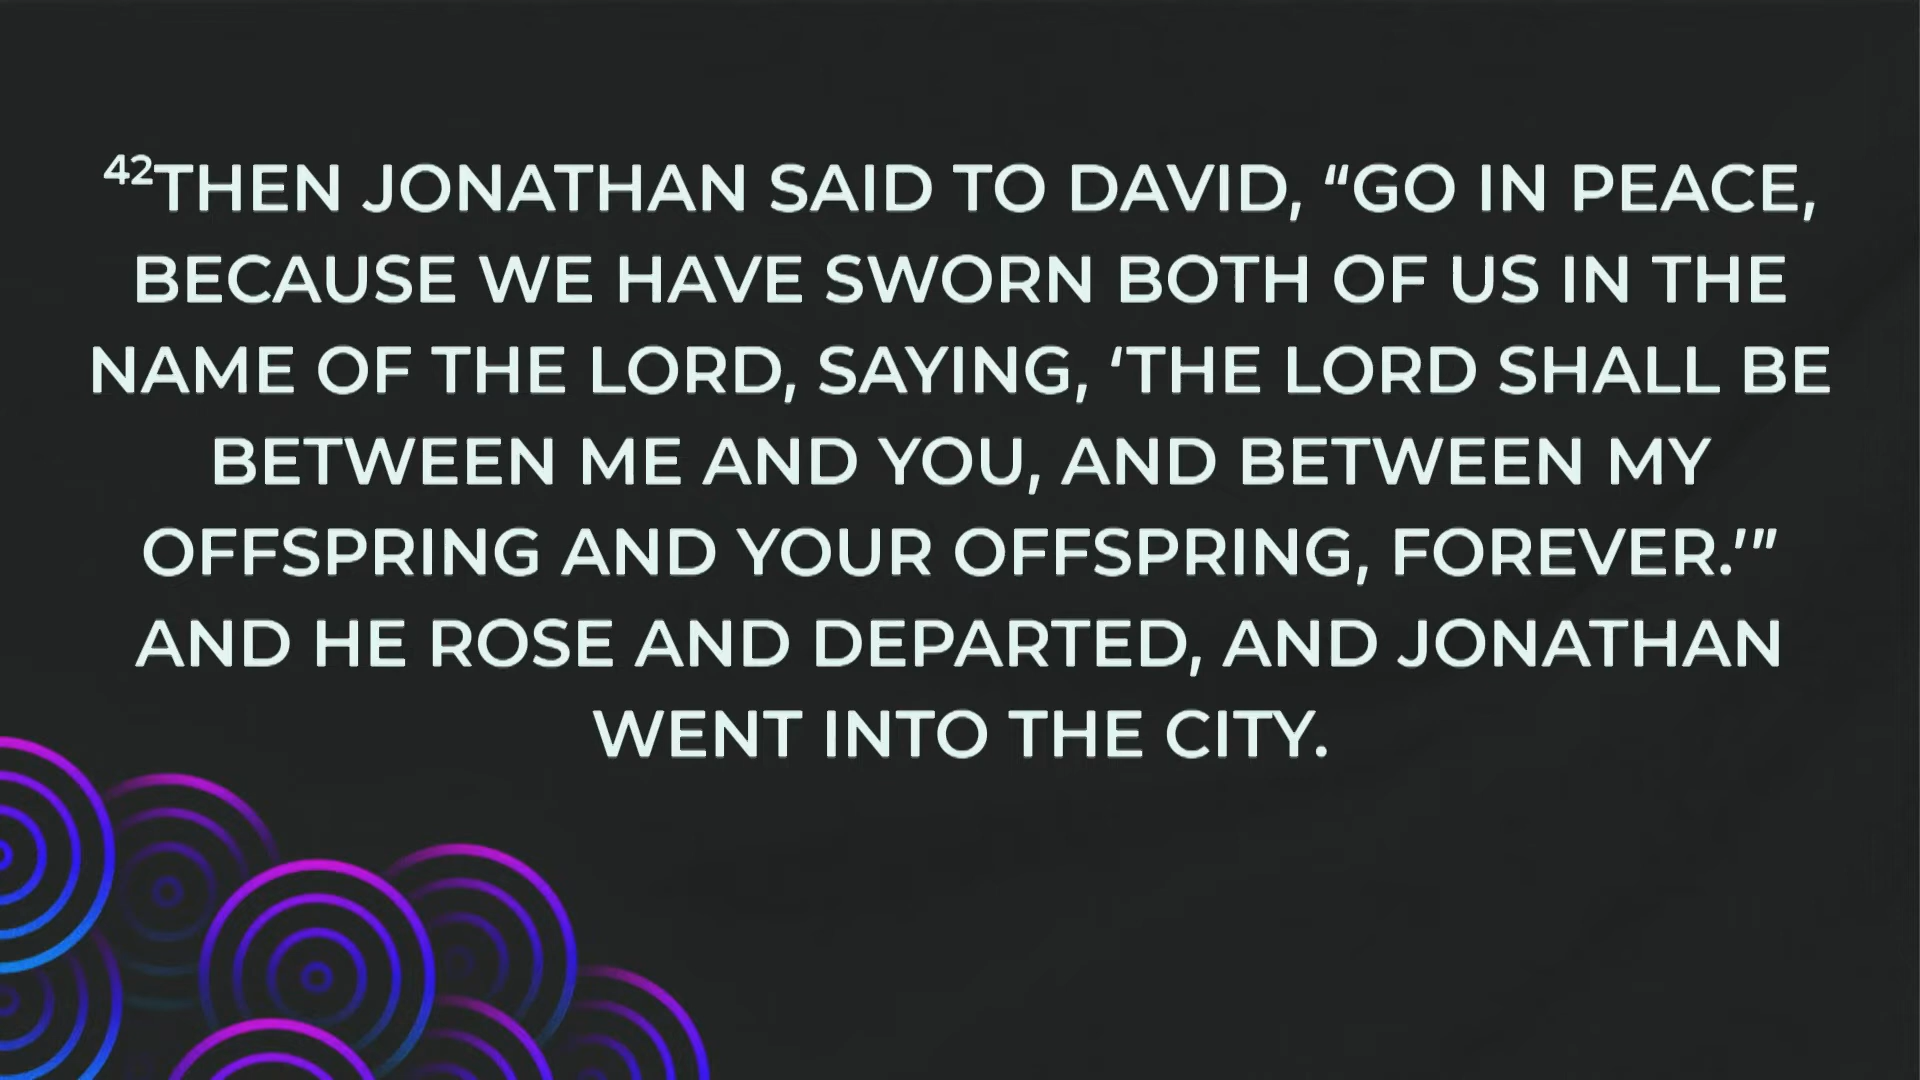 ⁴²THEN JONATHAN SAID TO DAVID, “GO IN PEACE,
BECAUSE WE HAVE SWORN BOTH OF US IN THE
NAME OF THE LORD, SAYING, ‘THE LORD SHALL BE
BETWEEN ME AND YOU, AND BETWEEN MY
OFFSPRING AND YOUR OFFSPRING, FOREVER.’”
AND HE ROSE AND DEPARTED, AND JONATHAN
WENT INTO THE CITY.